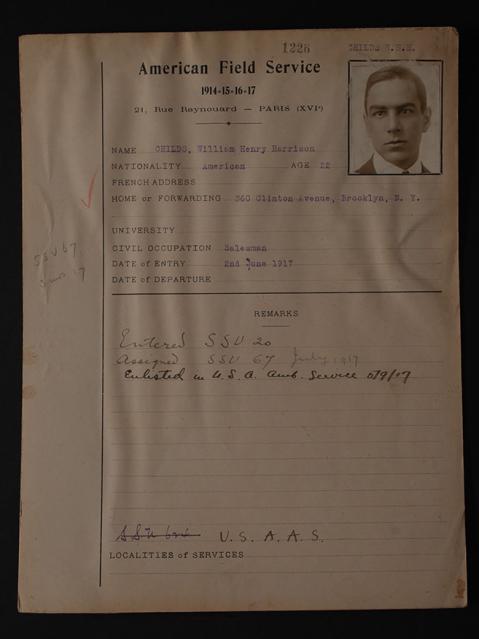 1226 CHILDS W.H.H.
American Field Service
1914-15-16-17
21, Rue Raynouard — PARIS (XVIe)
NAME CHILDS, William Henry Harrison
NATIONALITY American AGE 22
FRENCH ADDRESS
HOME or FORWARDING 360 Clinton Avenue, Brooklyn, N. Y.
UNIVERSITY
CIVIL OCCUPATION Salesman
DATE of ENTRY 2nd June 1917
DATE of DEPARTURE
SSU 67
17
REMARKS
Entered SSU 20
Assigned SSU 67 July 1917
Enlisted in U.S.A. Amb. Service
S.S.U. U.S.A.A.S.
LOCALITIES of SERVICES